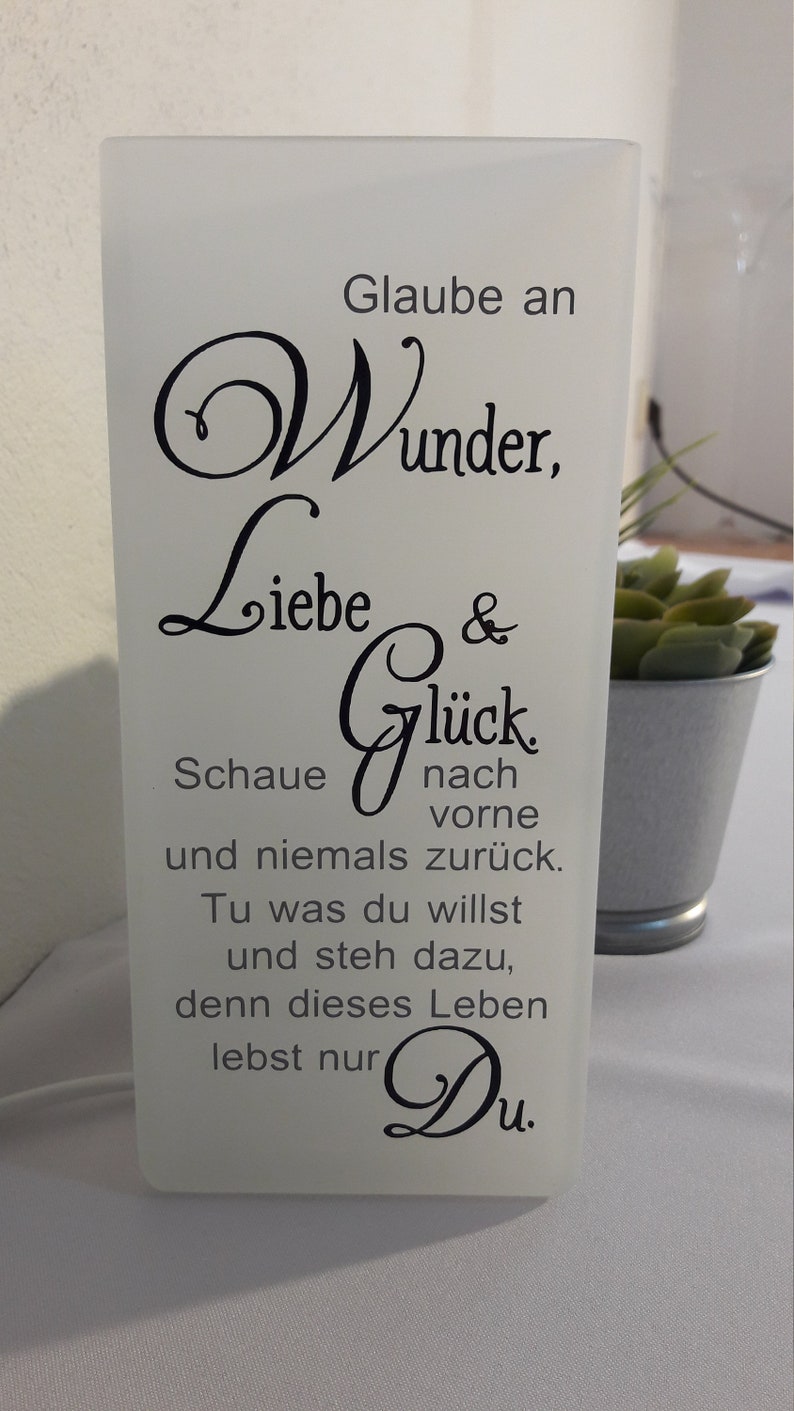 Glaube an
Wunder,
Liebe &
Glück.
Schaue nach
vorne
und niemals zurück.
Tu was du willst
und steh dazu,
denn dieses Leben
lebst nur Du.